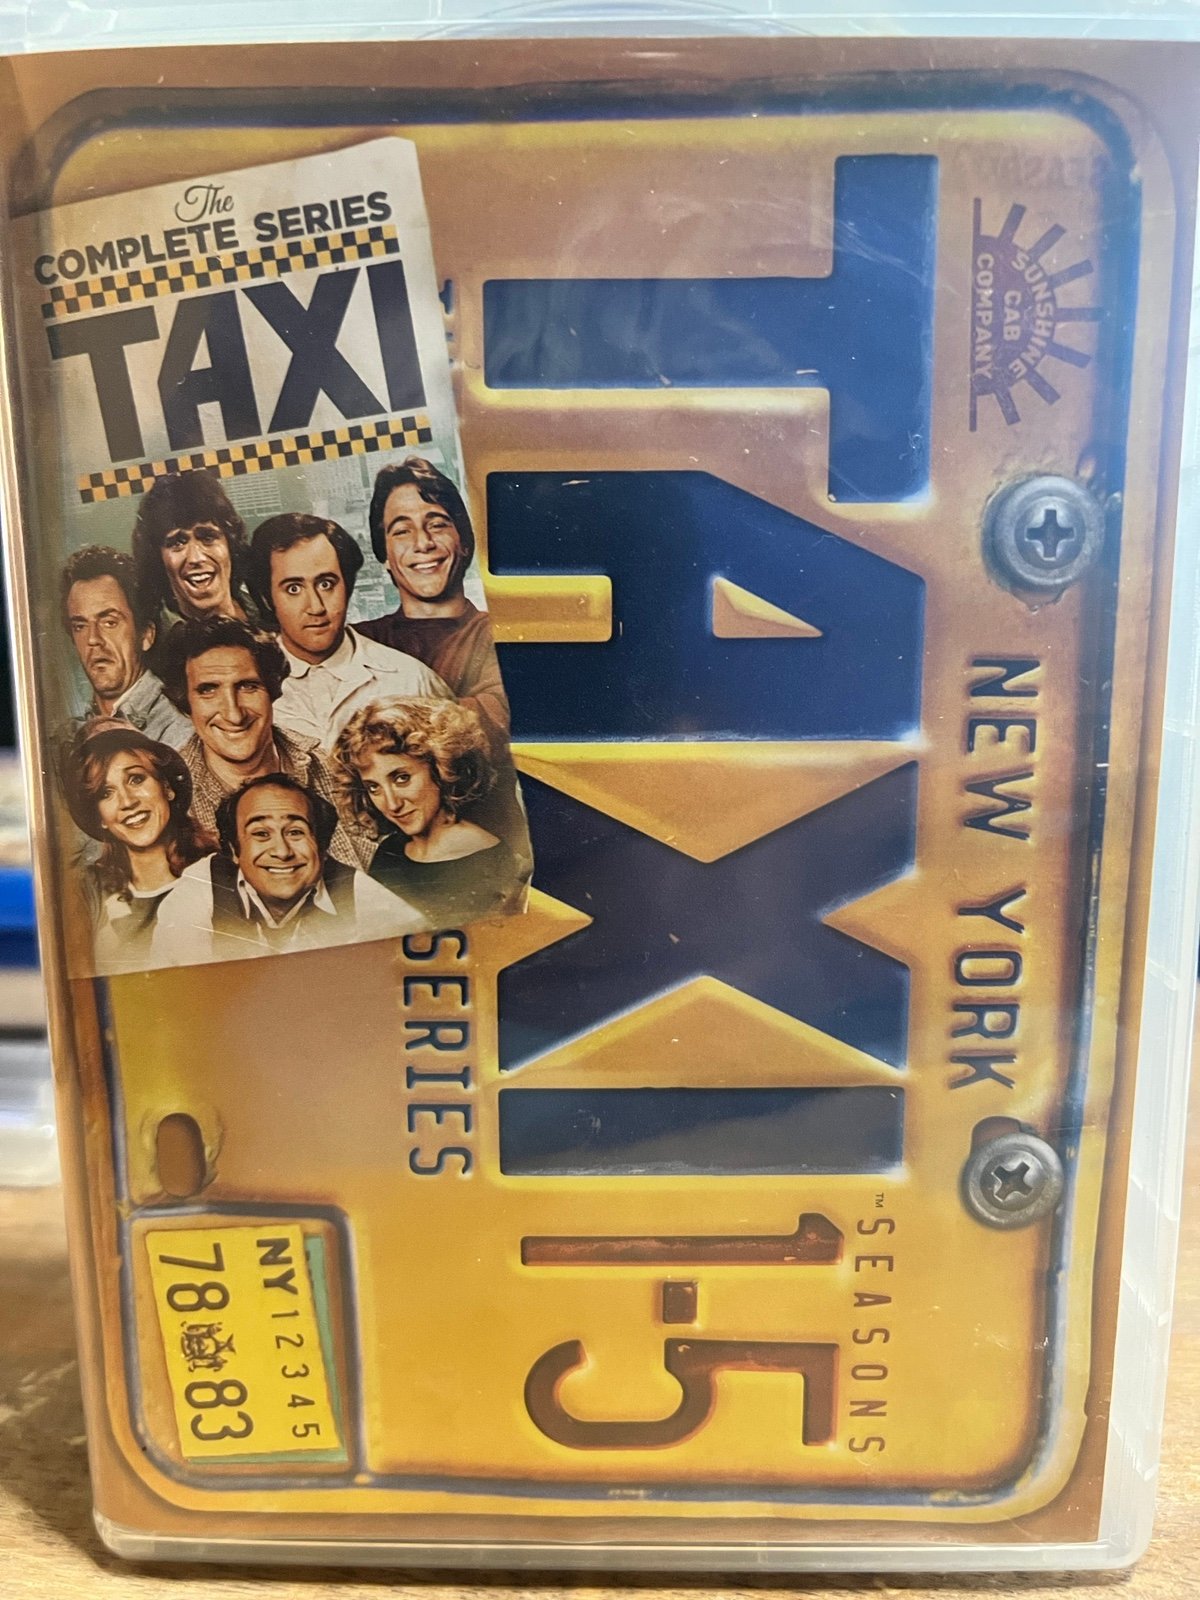 The
COMPLETE SERIES
TAXI
SUNSHINE
CAB
COMPANY
NEW YORK
TAXI
™
SEASONS
1-5
SERIES
NY 12345
78 83